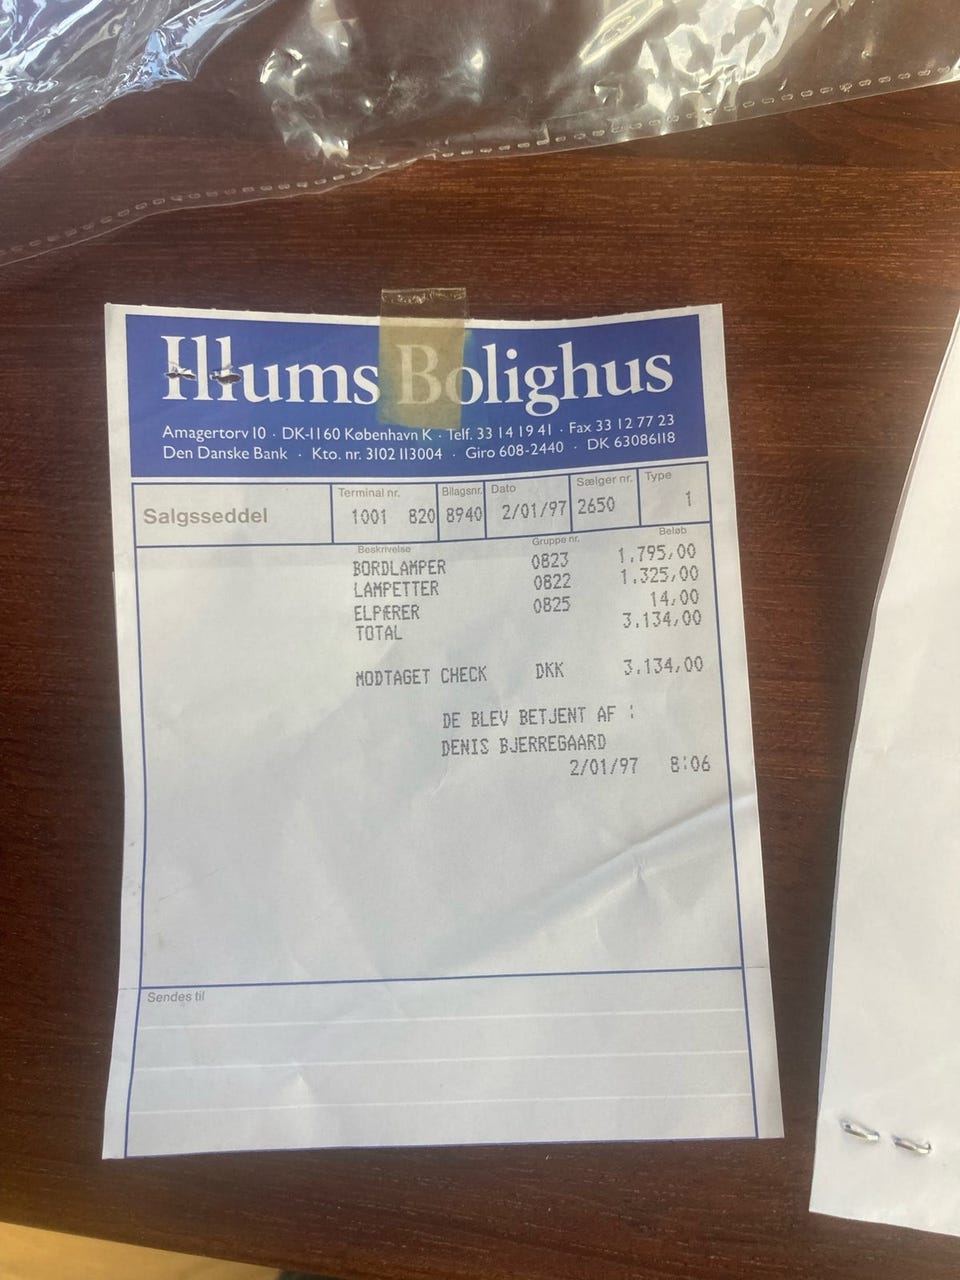 Illums Bolighus
Amagertorv 10 · DK-1160 København K · Telf. 33 14 19 41 · Fax 33 12 77 23
Den Danske Bank · Kto. nr. 3102 113004 · Giro 608-2440 · DK 63086118
Salgsseddel
Terminal nr. Bilagsnr. Dato Sælger nr. Type
1001 820 8940 2/01/97 2650 1
Beskrivelse Gruppe nr. Beløb
BORDLAMPER 0823 1.795,00
LAMPETTER 0822 1.325,00
ELPÆRER 0825 14,00
TOTAL 3.134,00
MODTAGET CHECK DKK 3.134,00
DE BLEV BETJENT AF :
DENIS BJERREGAARD
2/01/97 8:06
Sendes til